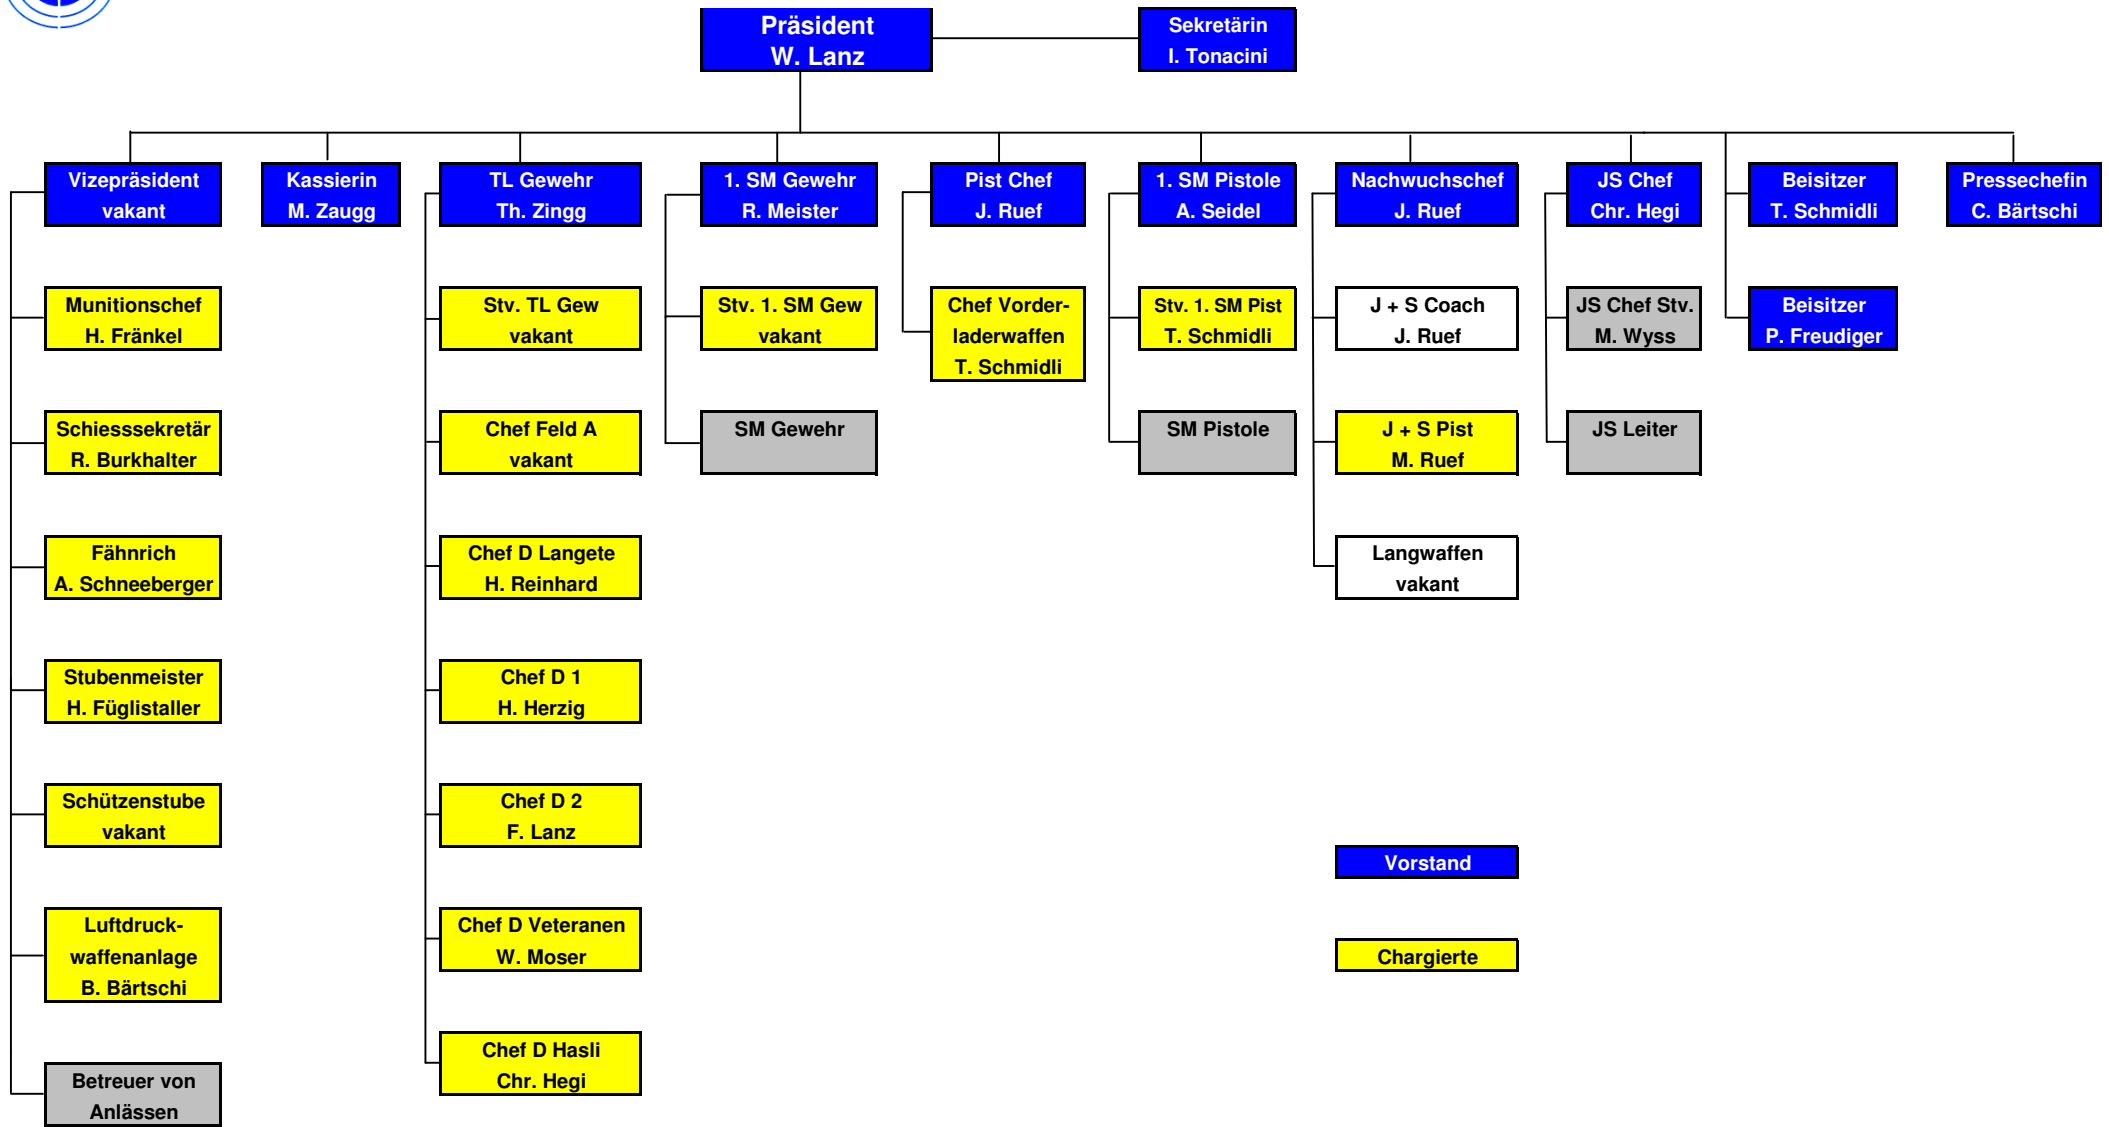 Präsident
W. Lanz
Sekretärin
I. Tonacini
Vizepräsident
vakant
Kassierin
M. Zaugg
TL Gewehr
Th. Zingg
1. SM Gewehr
R. Meister
Pist Chef
J. Ruef
1. SM Pistole
A. Seidel
Nachwuchschef
J. Ruef
JS Chef
Chr. Hegi
Beisitzer
T. Schmidli
Pressechefin
C. Bärtschi
Munitionschef
H. Fränkel
Stv. TL Gew
vakant
Stv. 1. SM Gew
vakant
Chef Vorder-
laderwaffen
T. Schmidli
Stv. 1. SM Pist
T. Schmidli
J + S Coach
J. Ruef
JS Chef Stv.
M. Wyss
Beisitzer
P. Freudiger
Schiesssekretär
R. Burkhalter
Chef Feld A
vakant
SM Gewehr
SM Pistole
J + S Pist
M. Ruef
JS Leiter
Fähnrich
A. Schneeberger
Chef D Langete
H. Reinhard
Langwaffen
vakant
Stubenmeister
H. Füglistaller
Chef D 1
H. Herzig
Schützenstube
vakant
Chef D 2
F. Lanz
Vorstand
Luftdruck-
waffenanlage
B. Bärtschi
Chef D Veteranen
W. Moser
Chargierte
Chef D Hasli
Chr. Hegi
Betreuer von
Anlässen